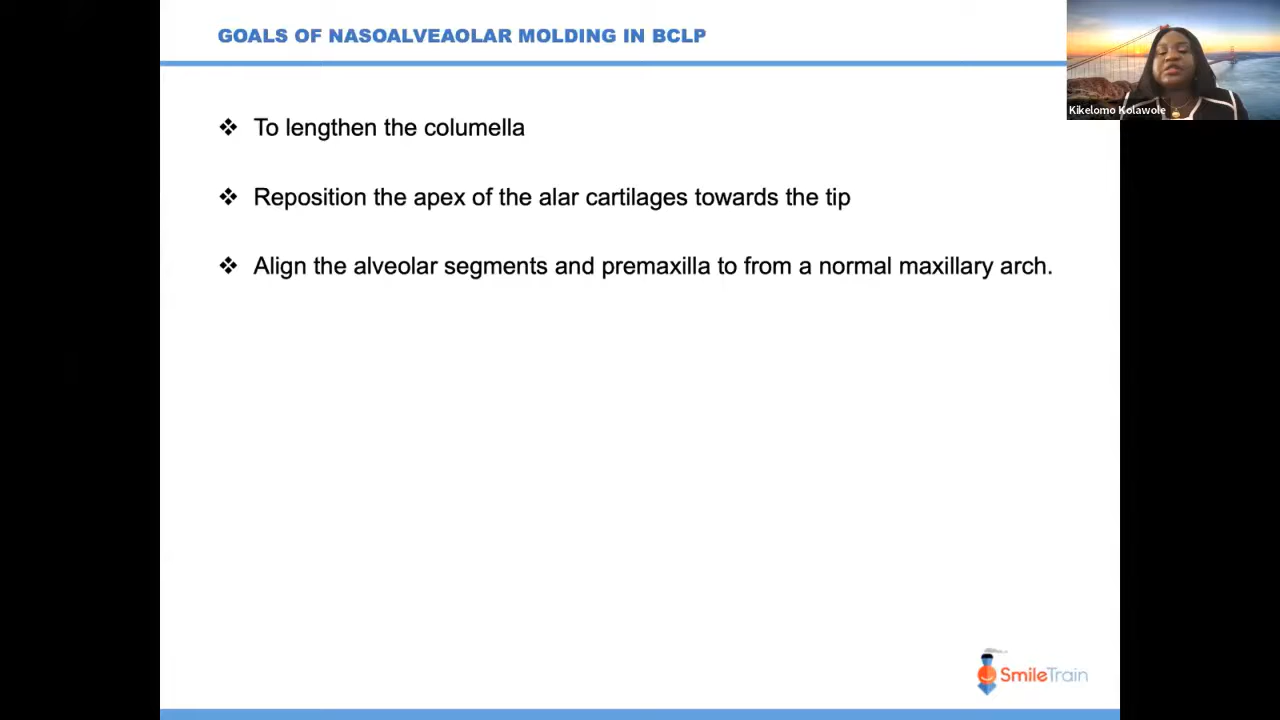 GOALS OF NASOALVEAOLAR MOLDING IN BCLP
Kikelomo Kolawole
❖ To lengthen the columella
❖ Reposition the apex of the alar cartilages towards the tip
❖ Align the alveolar segments and premaxilla to from a normal maxillary arch.
SmileTrain